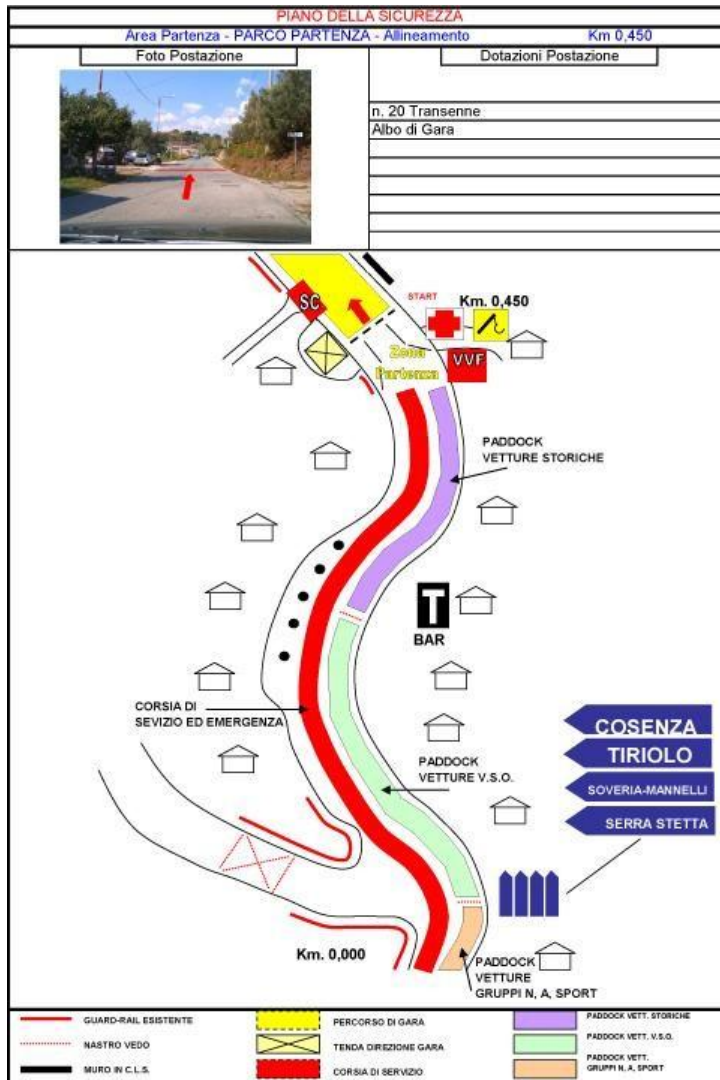 PIANO DELLA SICUREZZA
Area Partenza - PARCO PARTENZA - Allineamento Km 0,450
Foto Postazione
Dotazioni Postazione
n. 20 Transenne
Albo di Gara
SC
START
Km. 0,450
VVF
Zona
Partenza
PADDOCK
VETTURE STORICHE
T
BAR
CORSIA DI
SEVIZIO ED EMERGENZA
PADDOCK
VETTURE V.S.O.
COSENZA
TIRIOLO
SOVERIA-MANNELLI
SERRA STETTA
Km. 0,000
PADDOCK
VETTURE
GRUPPI N, A, SPORT
GUARD-RAIL ESISTENTE
NASTRO VEDO
MURO IN C.L.S.
PERCORSO DI GARA
TENDA DIREZIONE GARA
CORSIA DI SERVIZIO
PADDOCK VETT. STORICHE
PADDOCK VETT. V.S.O.
PADDOCK VETT.
GRUPPI N, A, SPORT